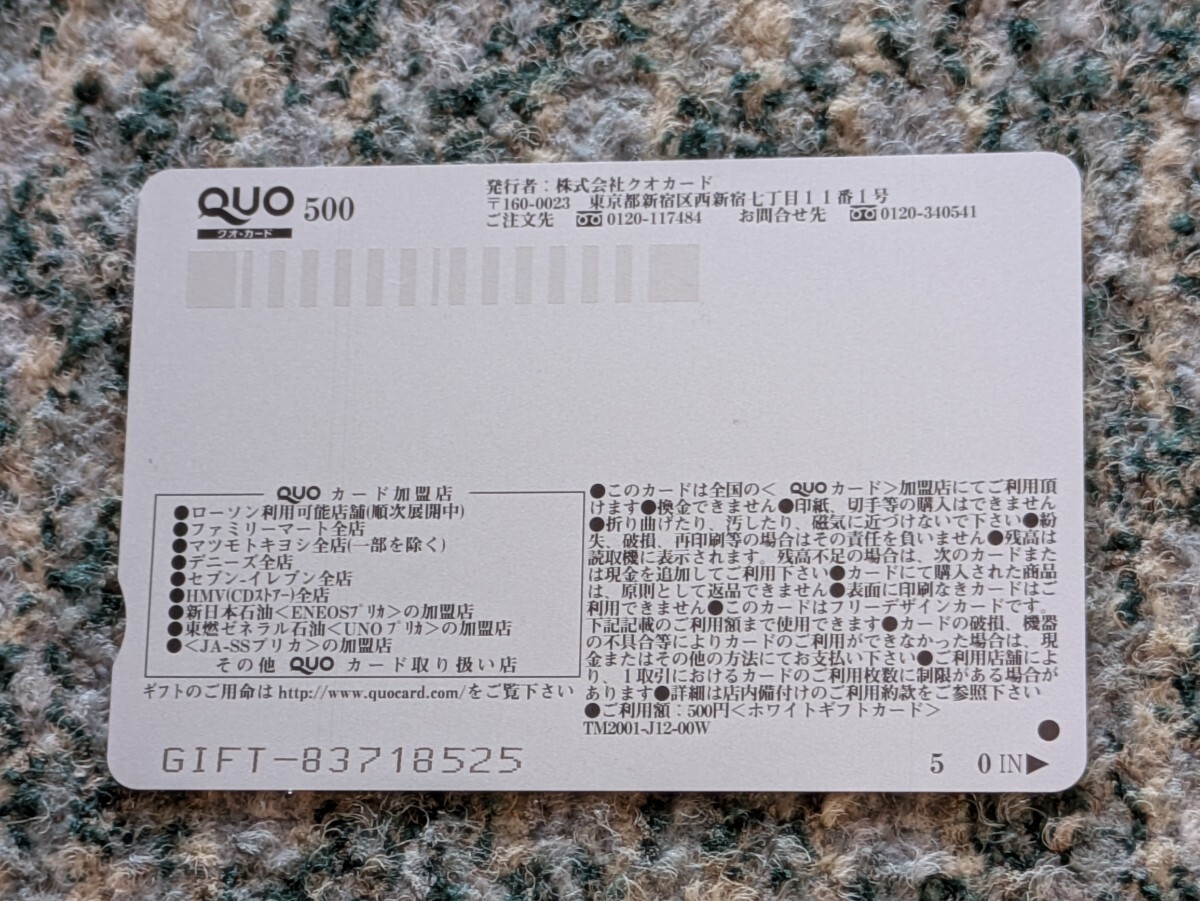 QUO 500
クオ・カード
発行者：株式会社クオカード
〒160-0023 東京都新宿区西新宿七丁目１１番１号
ご注文先 0120-117484 お問合せ先 0120-340541
QUO カード加盟店
●ローソン利用可能店舗(順次展開中)
●ファミリーマート全店
●マツモトキヨシ全店(一部を除く)
●デニーズ全店
●セブン-イレブン全店
●HMV(CDｽﾄｱｰ)全店
●新日本石油＜ENEOSﾌﾟﾘｶ＞の加盟店
●東燃ゼネラル石油＜UNOﾌﾟﾘｶ＞の加盟店
●＜JA-SSプリカ＞の加盟店
その他 QUO カード取り扱い店
ギフトのご用命は http://www.quocard.com/をご覧下さい
●このカードは全国の＜ QUOカード＞加盟店にてご利用頂
けます●換金できません●印紙、切手等の購入はできません
●折り曲げたり、汚したり、磁気に近づけないで下さい●紛
失、破損、再印刷等の場合はその責任を負いません●残高は
読取機に表示されます。残高不足の場合は、次のカードまた
は現金を追加してご利用下さい●カードにて購入された商品
は、原則として返品できません●表面に印刷なきカードはご
利用できません●このカードはフリーデザインカードです。
下記記載のご利用額まで使用できます●カードの破損、機器
の不具合等によりカードのご利用ができなかった場合は、現
金またはその他の方法にてお支払い下さい●ご利用店舗によ
り、１取引におけるカードのご利用枚数に制限がある場合が
あります●詳細は店内備付けのご利用約款をご参照下さい
●ご利用額：500円＜ホワイトギフトカード＞
TM2001-J12-00W
GIFT-83718525
5 0 IN▶